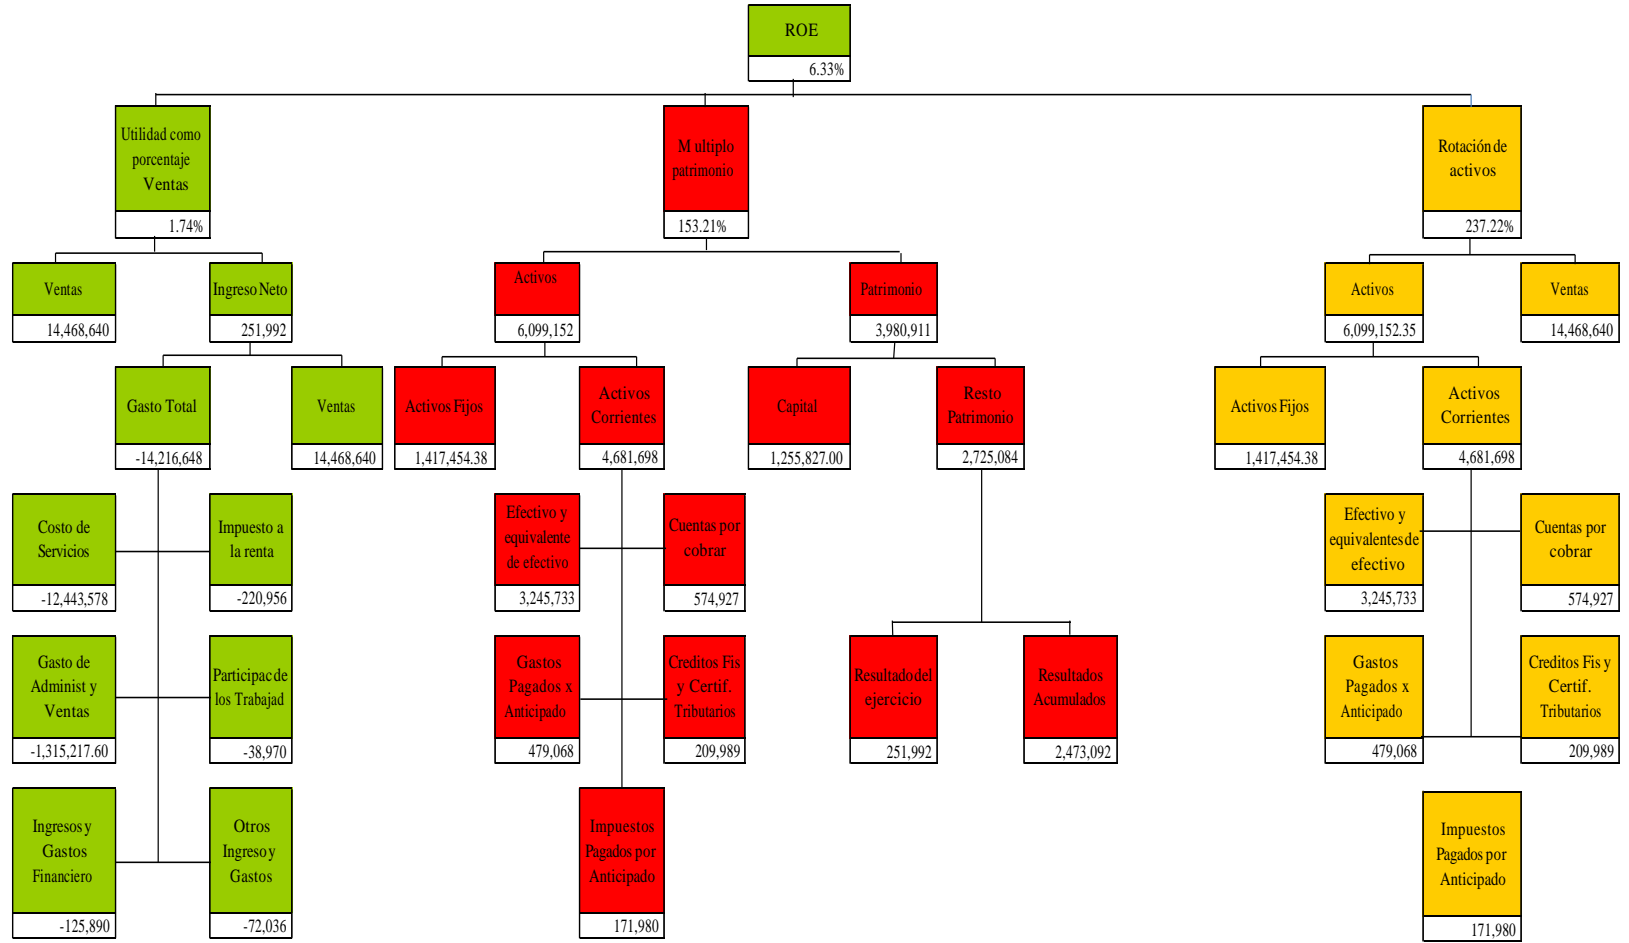 ROE
6.33%
Utilidad como
porcentaje
Ventas
1.74%
M ultiplo
patrimonio
153.21%
Rotación de
activos
237.22%
Ventas
14,468,640
Ingreso Neto
251,992
Activos
6,099,152
Patrimonio
3,980,911
Activos
6,099,152.35
Ventas
14,468,640
Gasto Total
-14,216,648
Ventas
14,468,640
Activos Fijos
1,417,454.38
Activos
Corrientes
4,681,698
Capital
1,255,827.00
Resto
Patrimonio
2,725,084
Activos Fijos
1,417,454.38
Activos
Corrientes
4,681,698
Costo de
Servicios
-12,443,578
Impuesto a
la renta
-220,956
Efectivo y
equivalente
de efectivo
3,245,733
Cuentas por
cobrar
574,927
Efectivo y
equivalentes de
efectivo
3,245,733
Cuentas por
cobrar
574,927
Gasto de
Administ y
Ventas
-1,315,217.60
Participac de
los Trabajad
-38,970
Gastos
Pagados x
Anticipado
479,068
Creditos Fis
y Certif.
Tributarios
209,989
Resultado del
ejercicio
251,992
Resultados
Acumulados
2,473,092
Gastos
Pagados x
Anticipado
479,068
Creditos Fis y
Certif.
Tributarios
209,989
Ingresos y
Gastos
Financiero
-125,890
Otros
Ingreso y
Gastos
-72,036
Impuestos
Pagados por
Anticipado
171,980
Impuestos
Pagados por
Anticipado
171,980